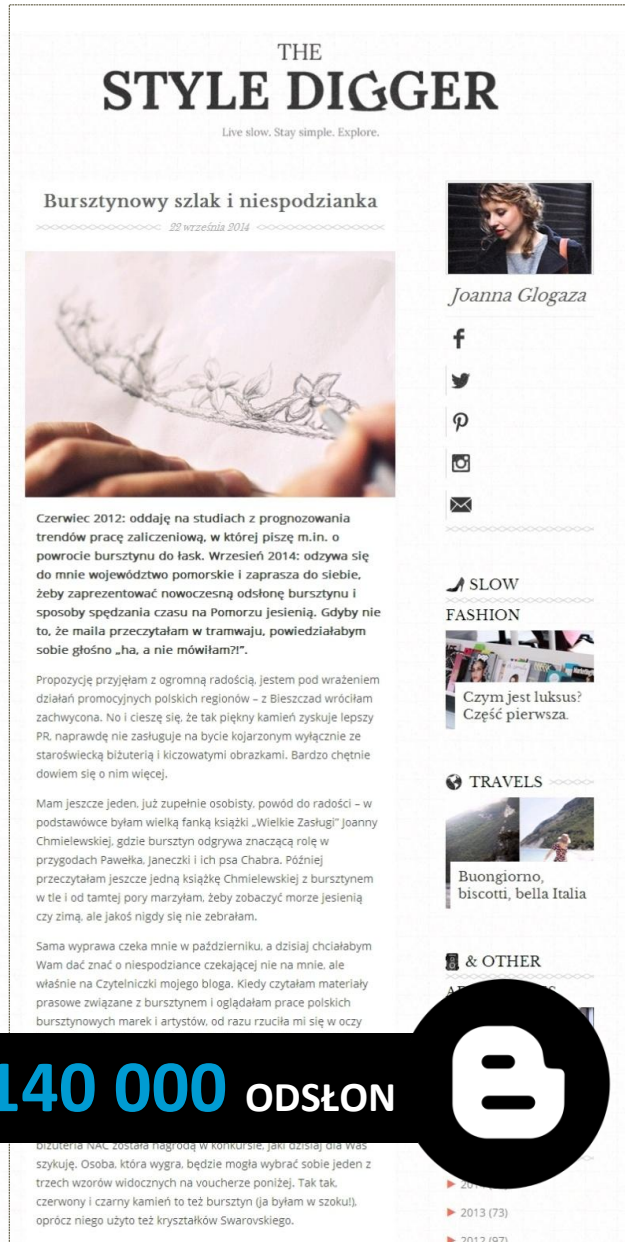 THE
STYLE DIGGER
Live slow. Stay simple. Explore.
Bursztynowy szlak i niespodzianka
22 września 2014
Czerwiec 2012: oddaję na studiach z prognozowania
trendów pracę zaliczeniową, w której piszę m.in. o
powrocie bursztynu do łask. Wrzesień 2014: odzywa się
do mnie województwo pomorskie i zaprasza do siebie,
żeby zaprezentować nowoczesną odsłonę bursztynu i
sposoby spędzania czasu na Pomorzu jesienią. Gdyby nie
to, że maila przeczytałam w tramwaju, powiedziałabym
sobie głośno „ha, a nie mówiłam?!”.
Propozycję przyjęłam z ogromną radością, jestem pod wrażeniem
działań promocyjnych polskich regionów – z Bieszczad wróciłam
zachwycona. No i cieszę się, że tak piękny kamień zyskuje lepszy
PR, naprawdę nie zasługuje na bycie kojarzonym wyłącznie ze
staroświecką biżuterią i kiczowatymi obrazkami. Bardzo chętnie
dowiem się o nim więcej.
Mam jeszcze jeden, już zupełnie osobisty, powód do radości – w
podstawówce byłam wielką fanką książki „Wielkie Zasługi” Joanny
Chmielewskiej, gdzie bursztyn odgrywa znaczącą rolę w
przygodach Pawełka, Janeczki i ich psa Chabra. Później
przeczytałam jeszcze jedną książkę Chmielewskiej z bursztynem
w tle i od tamtej pory marzyłam, żeby zobaczyć morze jesienią
czy zimą, ale jakoś nigdy się nie zebrałam.
Sama wyprawa czeka mnie w październiku, a dzisiaj chciałabym
Wam dać znać o niespodziance czekającej nie na mnie, ale
właśnie na Czytelniczki mojego bloga. Kiedy czytałam materiały
prasowe związane z bursztynem i oglądałam prace polskich
bursztynowych marek i artystów, od razu rzuciła mi się w oczy
140 000 ODSŁON
biżuteria NAC została nagrodą w konkursie, jaki dzisiaj dla Was
szykuję. Osoba, która wygra, będzie mogła wybrać sobie jeden z
trzech wzorów widocznych na voucherze poniżej. Tak tak,
czerwony i czarny kamień to też bursztyn (ja byłam w szoku!),
oprócz niego użyto też kryształków Swarovskiego.
Joanna Glogaza
SLOW
FASHION
Czym jest luksus?
Część pierwsza.
TRAVELS
Buongiorno,
biscotti, bella Italia
& OTHER
2013 (73)
2012 (97)